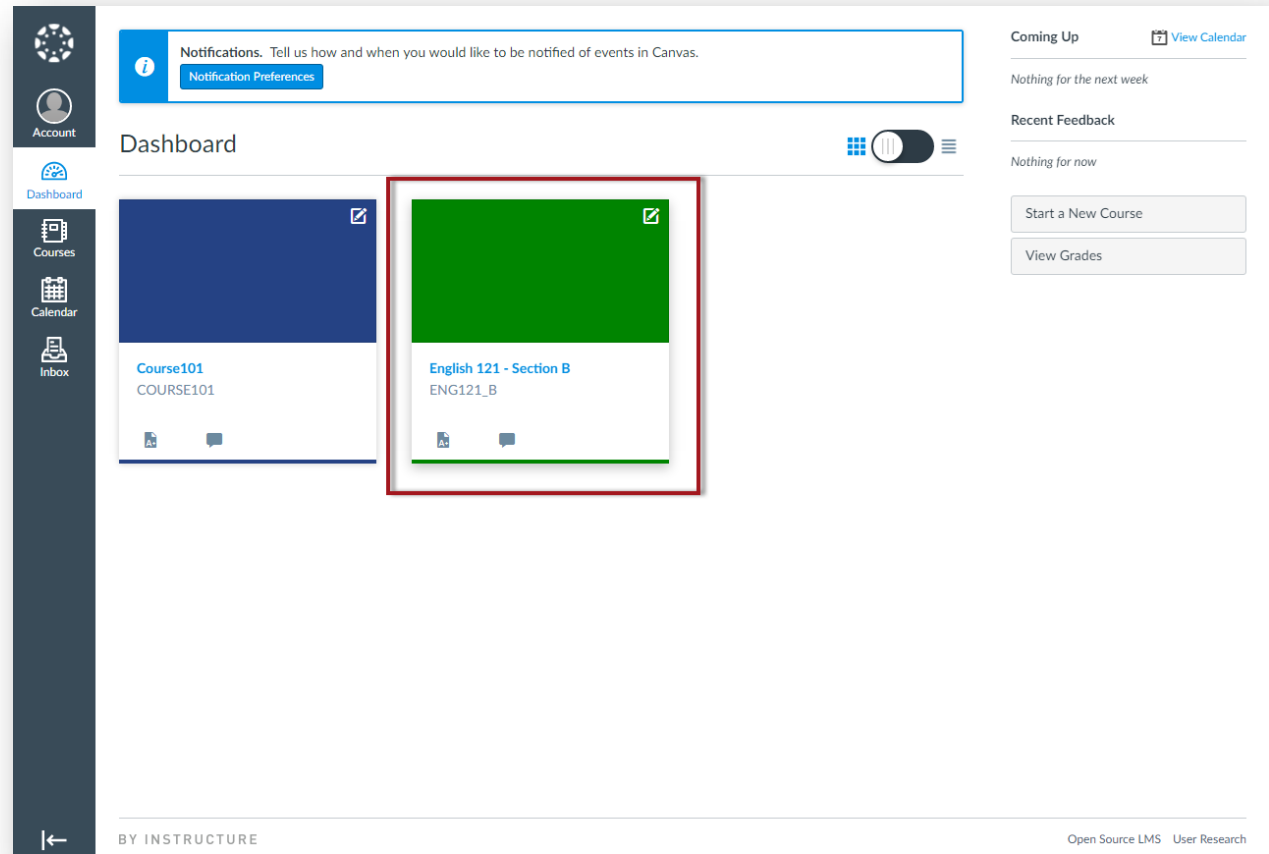 Account
Dashboard
Courses
Calendar
Inbox
Notifications. Tell us how and when you would like to be notified of events in Canvas.
Notification Preferences
Dashboard
Course101
COURSE101
A+
English 121 - Section B
ENG121_B
A+
Coming Up
7 View Calendar
Nothing for the next week
Recent Feedback
Nothing for now
Start a New Course
View Grades
BY INSTRUCTURE
Open Source LMS User Research